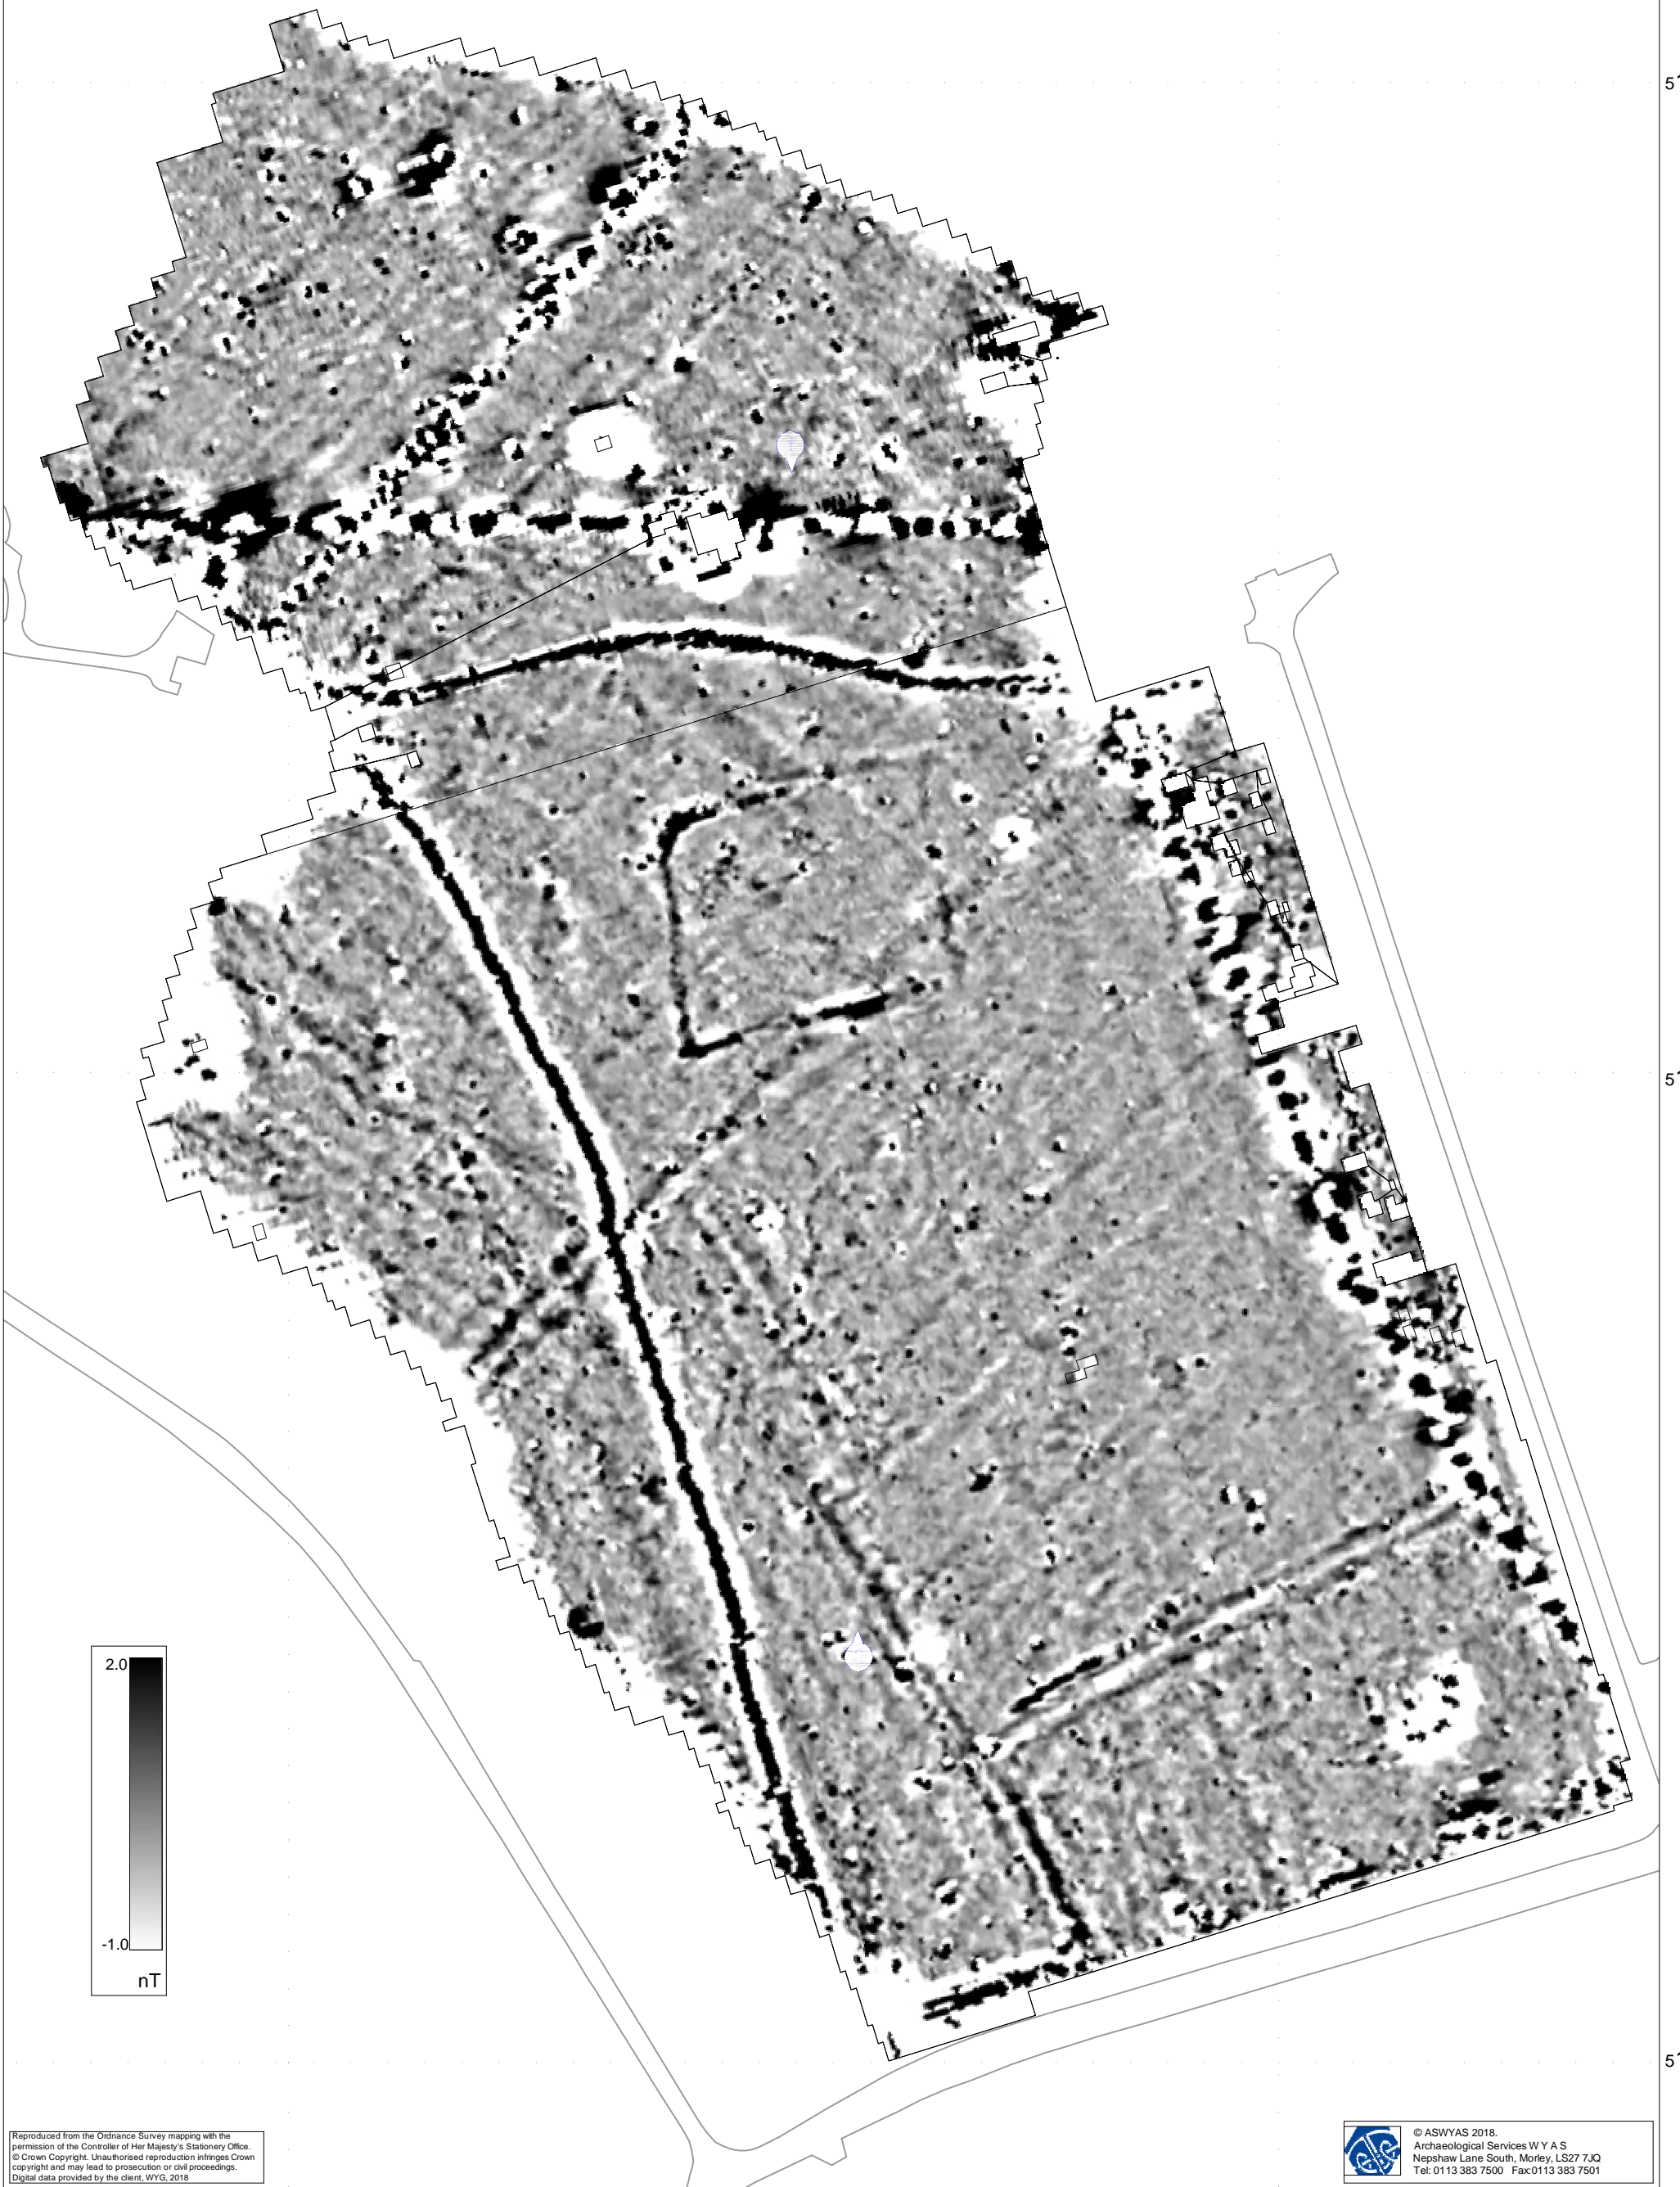 51
51
2.0
-1.0
nT
51
Reproduced from the Ordnance Survey mapping with the
permission of the Controller of Her Majesty's Stationery Office.
© Crown Copyright. Unauthorised reproduction infringes Crown
copyright and may lead to prosecution or civil proceedings.
Digital data provided by the client, WYG, 2018
© ASWYAS 2018.
Archaeological Services W Y A S
Nepshaw Lane South, Morley, LS27 7JQ
Tel: 0113 383 7500 Fax:0113 383 7501